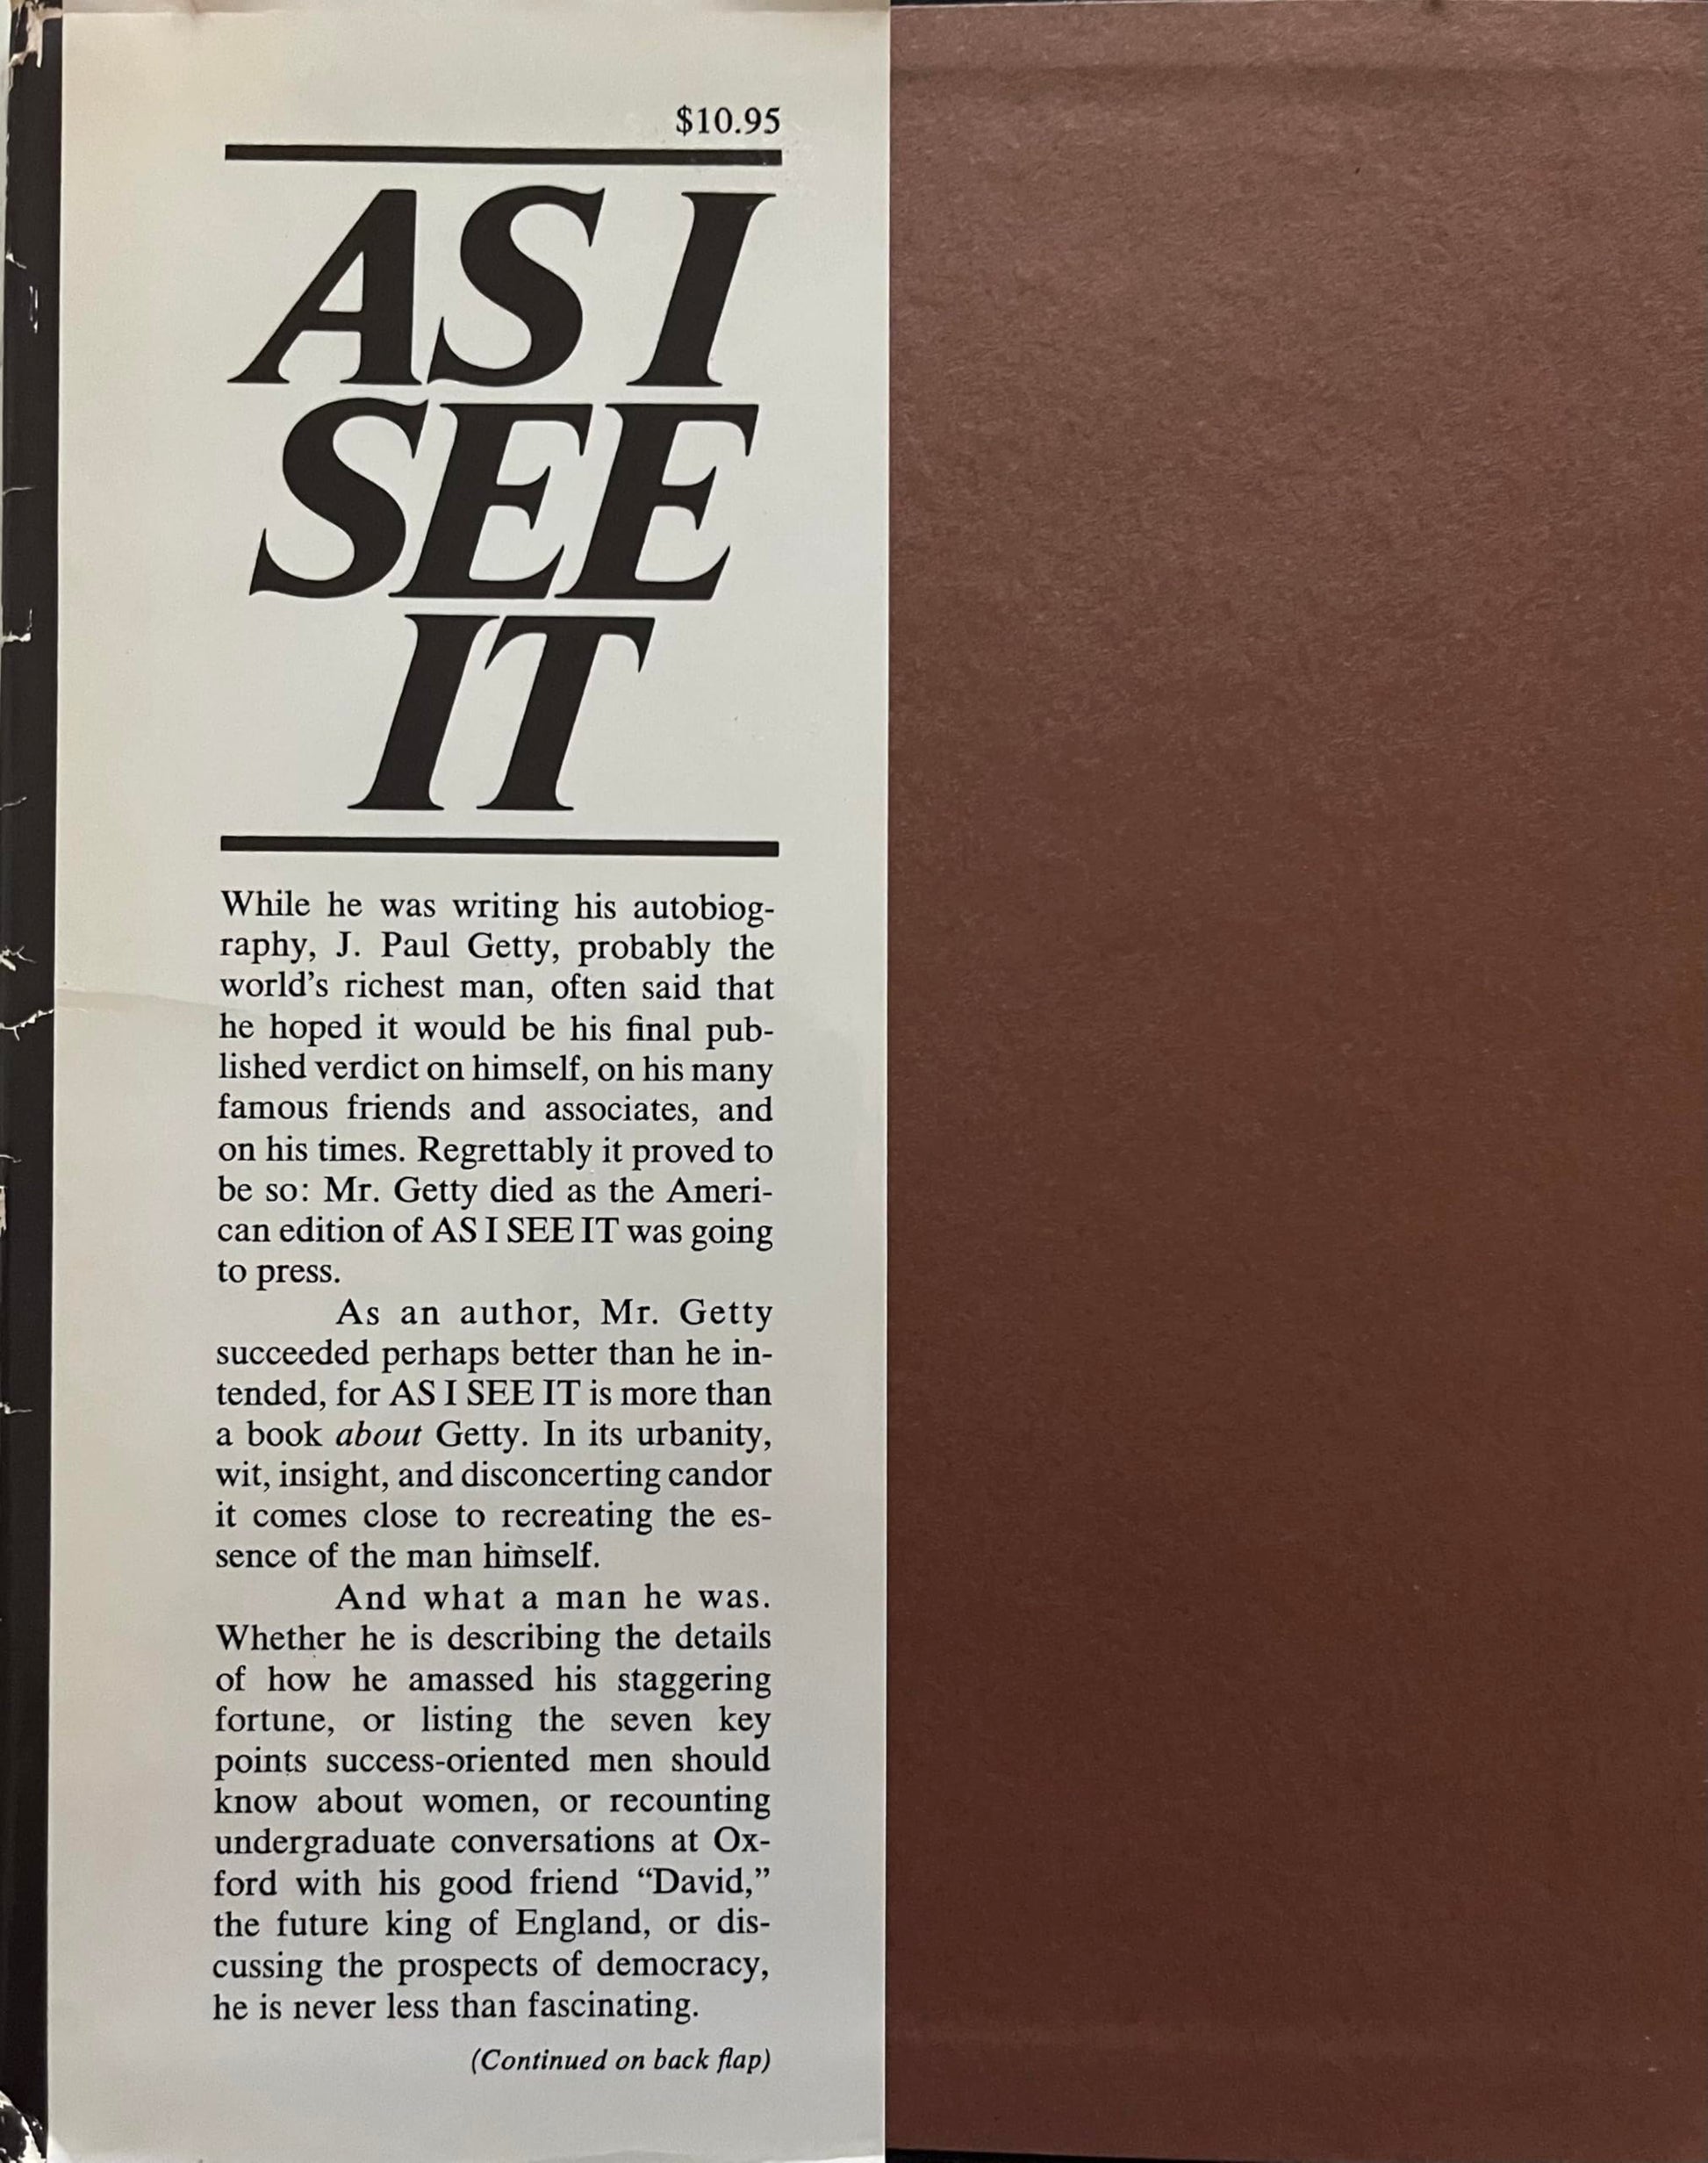 $10.95
AS I
SEE
IT
While he was writing his autobiog-
raphy, J. Paul Getty, probably the
world's richest man, often said that
he hoped it would be his final pub-
lished verdict on himself, on his many
famous friends and associates, and
on his times. Regrettably it proved to
be so: Mr. Getty died as the Ameri-
can edition of AS I SEE IT was going
to press.
As an author, Mr. Getty
succeeded perhaps better than he in-
tended, for AS I SEE IT is more than
a book about Getty. In its urbanity,
wit, insight, and disconcerting candor
it comes close to recreating the es-
sence of the man himself.
And what a man he was.
Whether he is describing the details
of how he amassed his staggering
fortune, or listing the seven key
points success-oriented men should
know about women, or recounting
undergraduate conversations at Ox-
ford with his good friend “David,”
the future king of England, or dis-
cussing the prospects of democracy,
he is never less than fascinating.
(Continued on back flap)